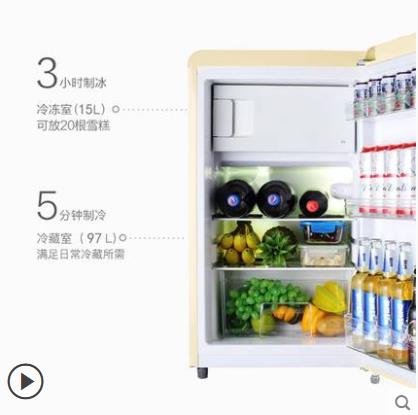 3小时制冰
冷冻室(15L)
可放20根雪糕
5分钟制冷
冷藏室（97L）
满足日常冷藏所需